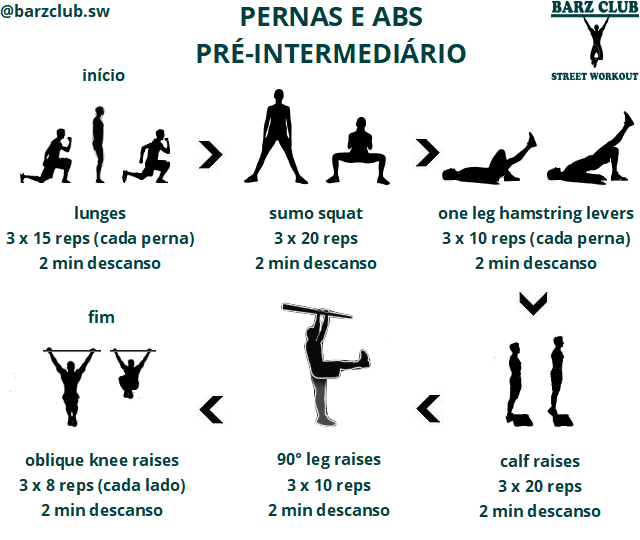 @barzclub.sw
PERNAS E ABS
PRÉ-INTERMEDIÁRIO
BARZ CLUB
STREET WORKOUT
início
lunges
3 x 15 reps (cada perna)
2 min descanso
sumo squat
3 x 20 reps
2 min descanso
one leg hamstring levers
3 x 10 reps (cada perna)
2 min descanso
calf raises
3 x 20 reps
2 min descanso
90° leg raises
3 x 10 reps
2 min descanso
fim
oblique knee raises
3 x 8 reps (cada lado)
2 min descanso